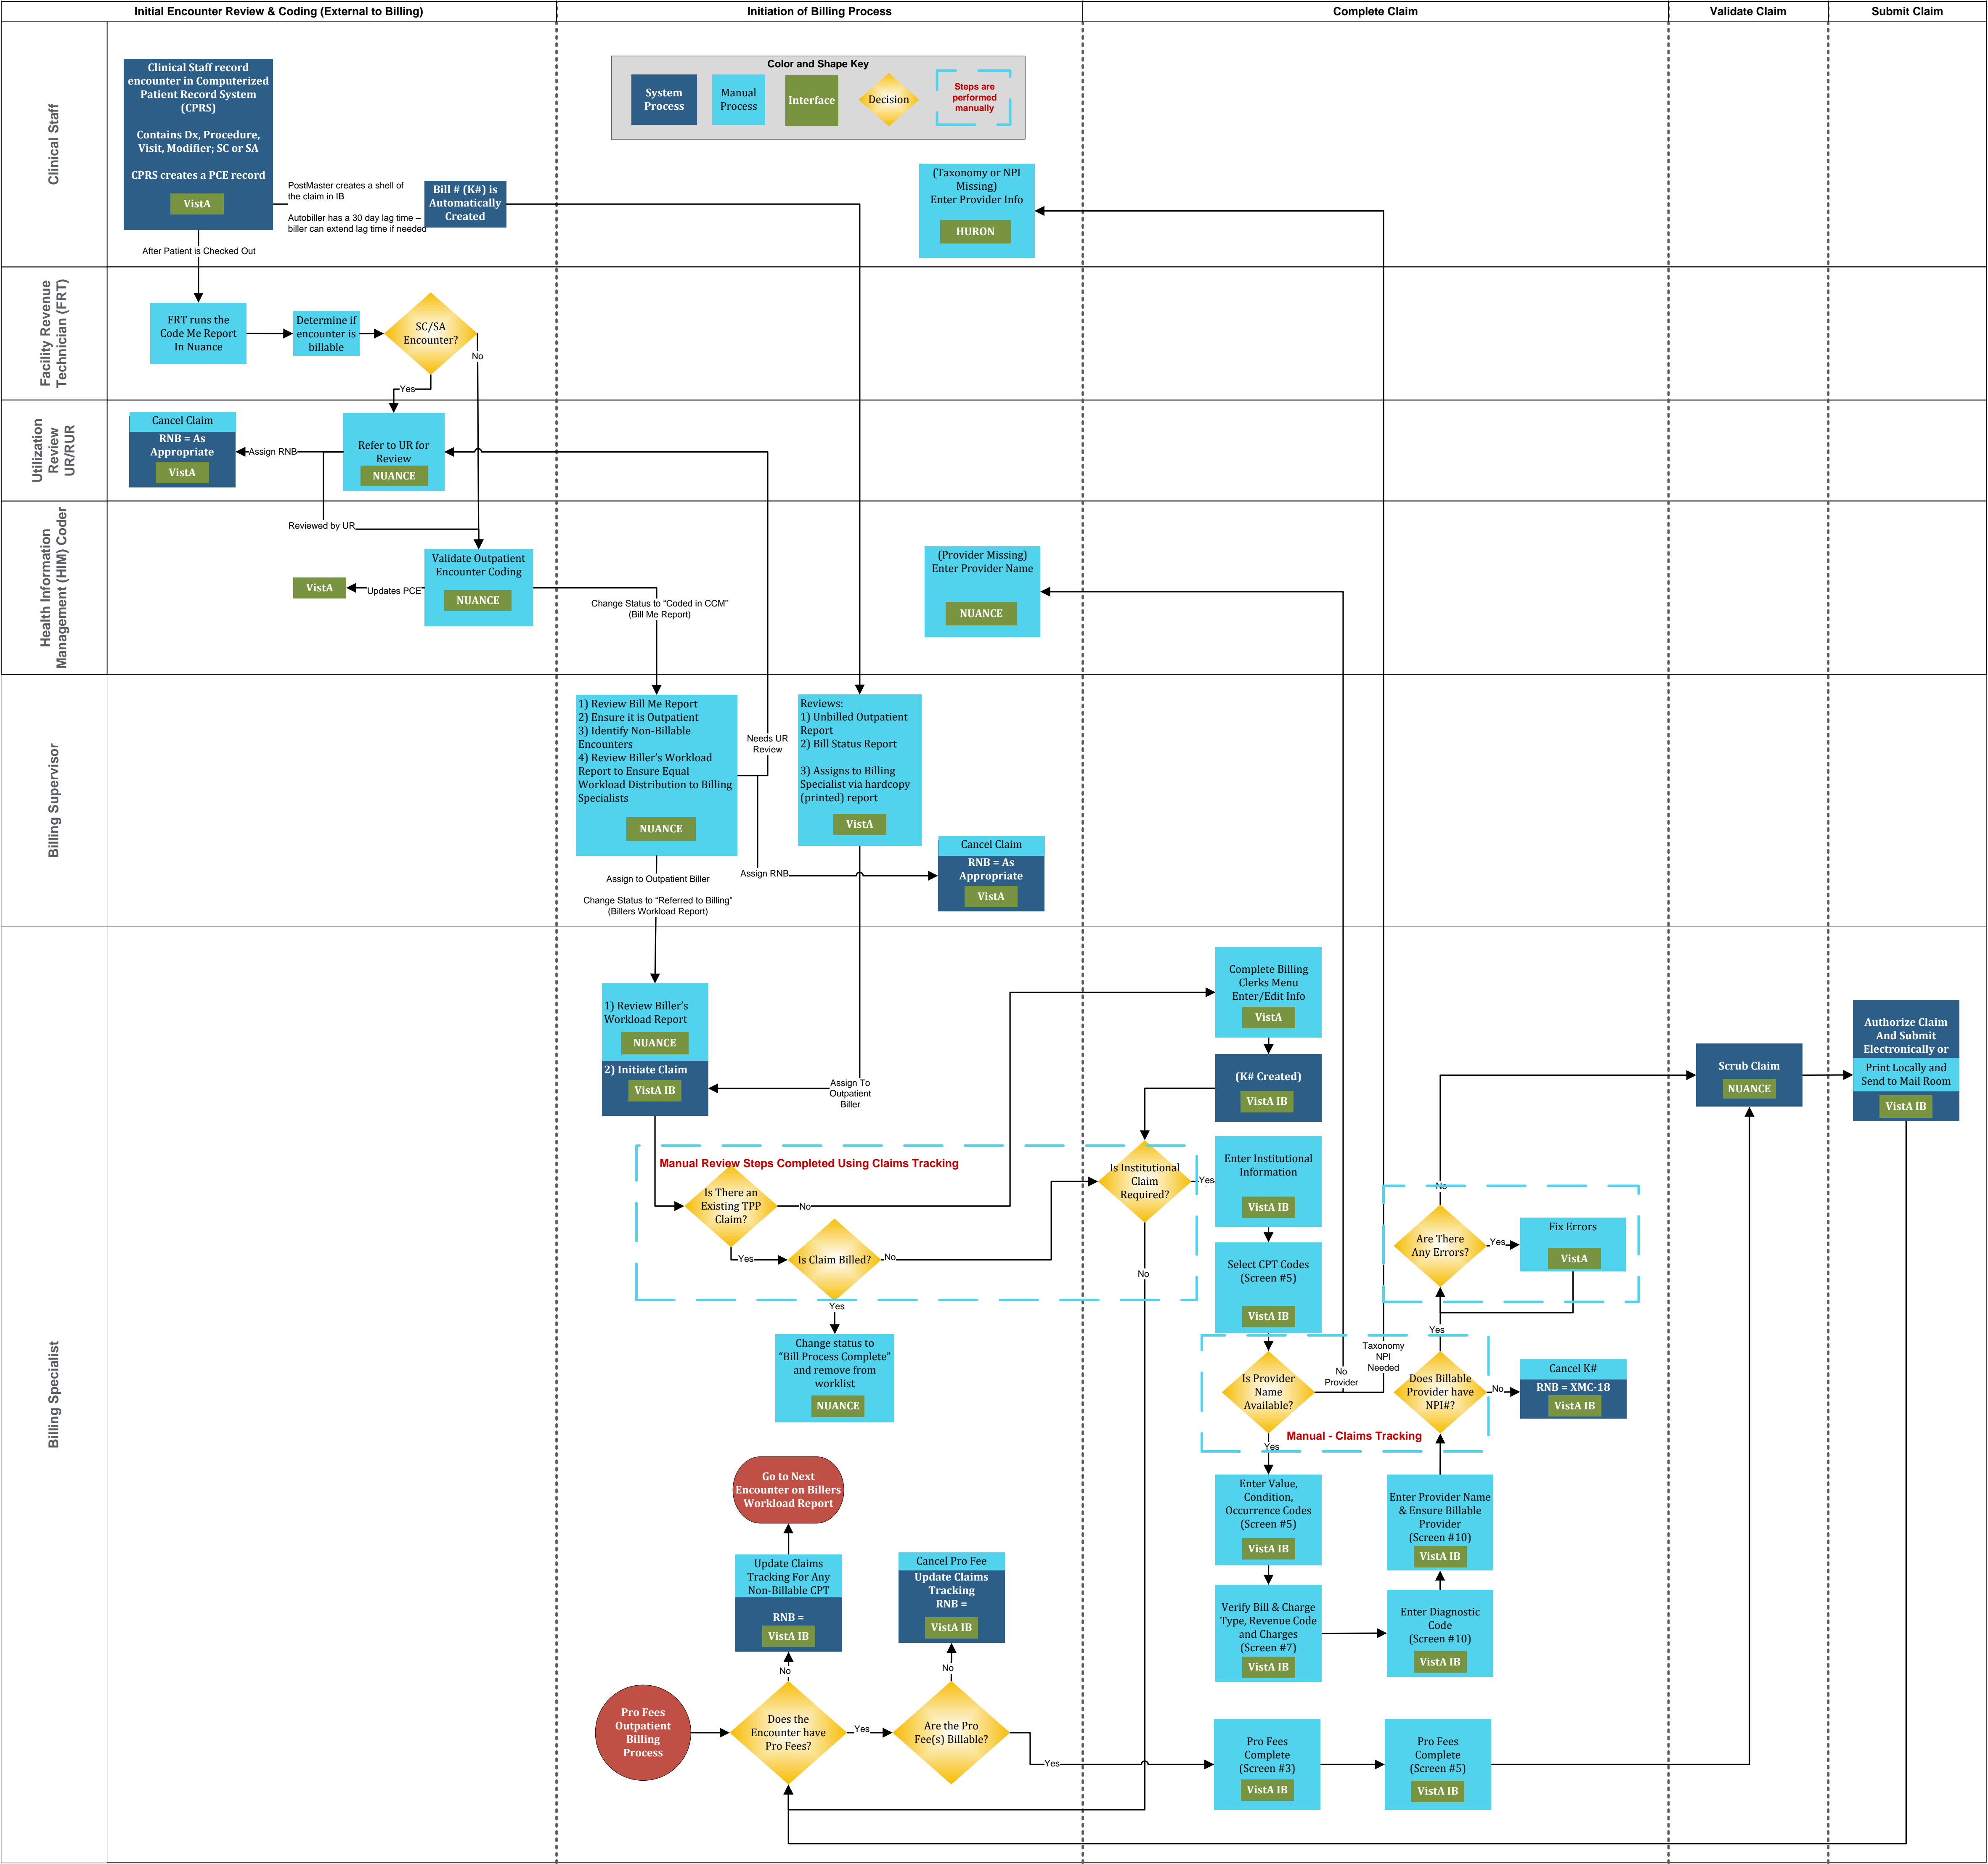 Initial Encounter Review & Coding (External to Billing)
Initiation of Billing Process
Complete Claim
Validate Claim
Submit Claim
Clinical Staff
Clinical Staff record
encounter in Computerized
Patient Record System
(CPRS)
Contains Dx, Procedure,
Visit, Modifier; SC or SA
CPRS creates a PCE record
VistA
PostMaster creates a shell of
the claim in IB
Autobiller has a 30 day lag time –
biller can extend lag time if needed
Bill # (K#) is
Automatically
Created
After Patient is Checked Out
Color and Shape Key
System
Process
Manual
Process
Interface
Decision
Steps are
performed
manually
(Taxonomy or NPI
Missing)
Enter Provider Info
HURON
Facility Revenue
Technician (FRT)
FRT runs the
Code Me Report
In Nuance
Determine if
encounter is
billable
SC/SA
Encounter?
No
Yes
Utilization
Review
UR/RUR
Cancel Claim
RNB = As
Appropriate
VistA
Assign RNB
Refer to UR for
Review
NUANCE
Health Information
Management (HIM) Coder
Reviewed by UR
Validate Outpatient
Encounter Coding
NUANCE
Updates PCE
VistA
Change Status to “Coded in CCM”
(Bill Me Report)
(Provider Missing)
Enter Provider Name
NUANCE
Billing Supervisor
1) Review Bill Me Report
2) Ensure it is Outpatient
3) Identify Non-Billable
Encounters
4) Review Biller’s Workload
Report to Ensure Equal
Workload Distribution to Billing
Specialists
NUANCE
Needs UR
Review
Reviews:
1) Unbilled Outpatient
Report
2) Bill Status Report
3) Assigns to Billing
Specialist via hardcopy
(printed) report
VistA
Assign RNB
Cancel Claim
RNB = As
Appropriate
VistA
Assign to Outpatient Biller
Change Status to “Referred to Billing”
(Billers Workload Report)
Billing Specialist
1) Review Biller’s
Workload Report
NUANCE
2) Initiate Claim
VistA IB
Assign To
Outpatient
Biller
Complete Billing
Clerks Menu
Enter/Edit Info
VistA
(K# Created)
VistA IB
Scrub Claim
NUANCE
Authorize Claim
And Submit
Electronically or
Print Locally and
Send to Mail Room
VistA IB
Manual Review Steps Completed Using Claims Tracking
Is There an
Existing TPP
Claim?
No
Yes
Is Claim Billed?
No
Yes
Change status to
“Bill Process Complete”
and remove from
worklist
NUANCE
Is Institutional
Claim
Required?
Yes
No
Enter Institutional
Information
VistA IB
Select CPT Codes
(Screen #5)
VistA IB
No
Are There
Any Errors?
Yes
Fix Errors
VistA
Yes
Is Provider
Name
Available?
No
Provider
Taxonomy
NPI
Needed
Does Billable
Provider have
NPI#?
No
Cancel K#
RNB = XMC-18
VistA IB
Manual - Claims Tracking
Yes
Enter Value,
Condition,
Occurrence Codes
(Screen #5)
VistA IB
Enter Provider Name
& Ensure Billable
Provider
(Screen #10)
VistA IB
Verify Bill & Charge
Type, Revenue Code
and Charges
(Screen #7)
VistA IB
Enter Diagnostic
Code
(Screen #10)
VistA IB
Go to Next
Encounter on Billers
Workload Report
Update Claims
Tracking For Any
Non-Billable CPT
RNB =
VistA IB
Cancel Pro Fee
Update Claims
Tracking
RNB =
VistA IB
No
No
Pro Fees
Outpatient
Billing
Process
Does the
Encounter have
Pro Fees?
Yes
Are the Pro
Fee(s) Billable?
Yes
Pro Fees
Complete
(Screen #3)
VistA IB
Pro Fees
Complete
(Screen #5)
VistA IB